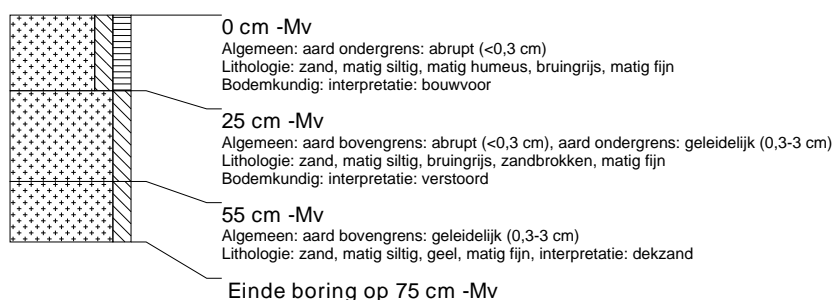 0 cm -Mv
Algemeen: aard ondergrens: abrupt (<0,3 cm)
Lithologie: zand, matig siltig, matig humeus, bruingrijs, matig fijn
Bodemkundig: interpretatie: bouwvoor
25 cm -Mv
Algemeen: aard bovengrens: abrupt (<0,3 cm), aard ondergrens: geleidelijk (0,3-3 cm)
Lithologie: zand, matig siltig, bruingrijs, zandbrokken, matig fijn
Bodemkundig: interpretatie: verstoord
55 cm -Mv
Algemeen: aard bovengrens: geleidelijk (0,3-3 cm)
Lithologie: zand, matig siltig, geel, matig fijn, interpretatie: dekzand
Einde boring op 75 cm -Mv